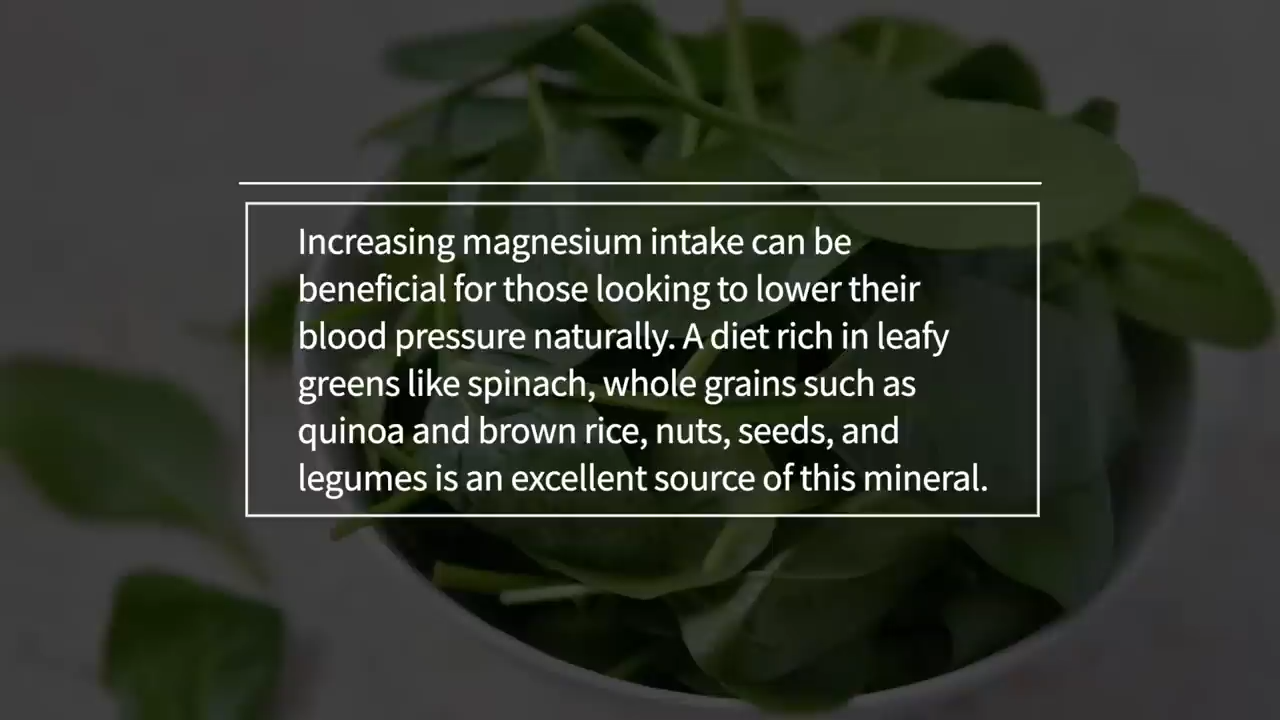 Increasing magnesium intake can be
beneficial for those looking to lower their
blood pressure naturally. A diet rich in leafy
greens like spinach, whole grains such as
quinoa and brown rice, nuts, seeds, and
legumes is an excellent source of this mineral.